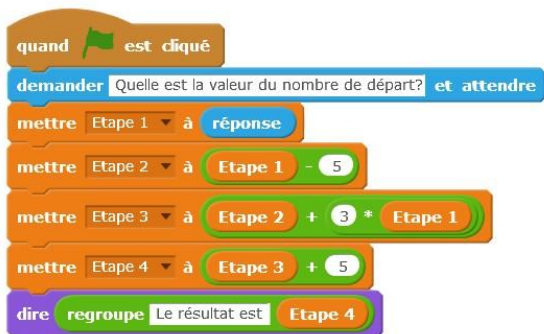 quand est cliqué
demander Quelle est la valeur du nombre de départ? et attendre
mettre Etape 1 à réponse
mettre Etape 2 à Etape 1 - 5
mettre Etape 3 à Etape 2 + 3 * Etape 1
mettre Etape 4 à Etape 3 + 5
dire regroupe Le résultat est Etape 4